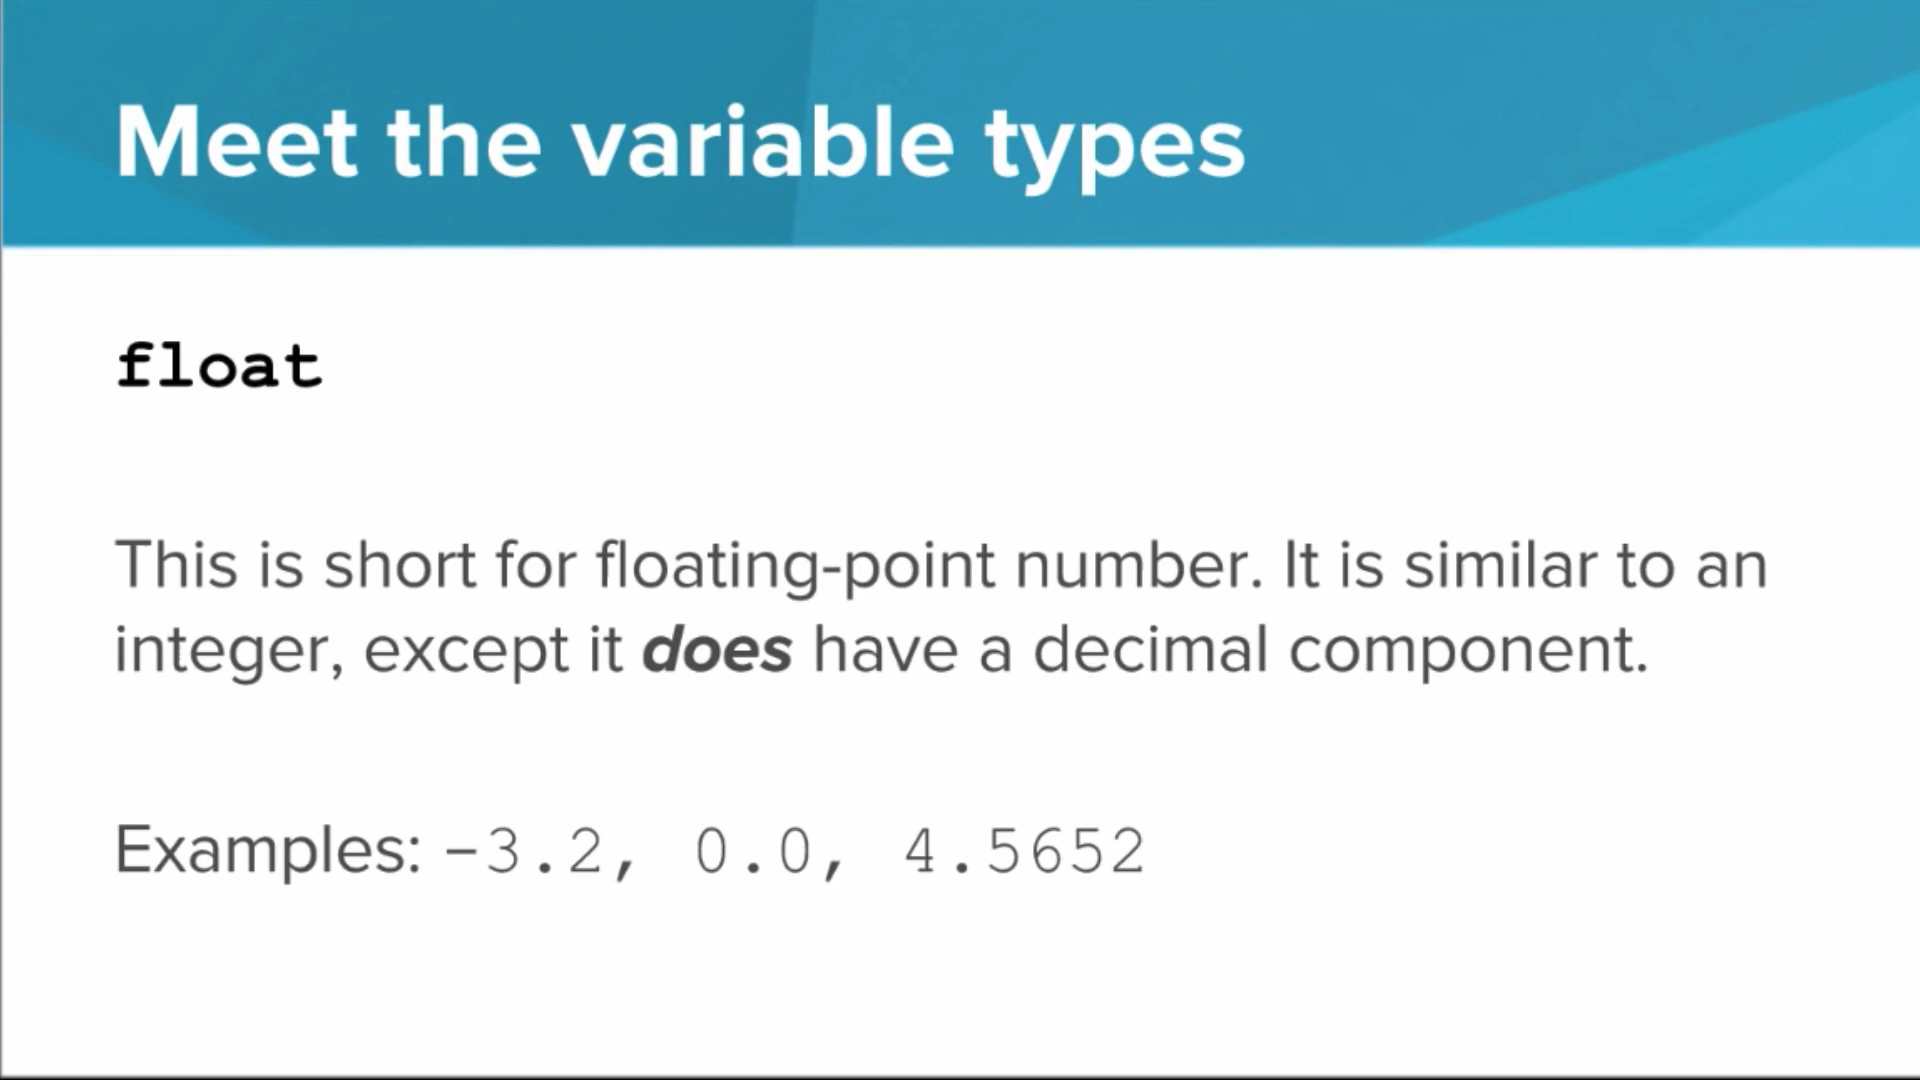 Meet the variable types
float
This is short for floating-point number. It is similar to an
integer, except it does have a decimal component.
Examples: -3.2, 0.0, 4.5652